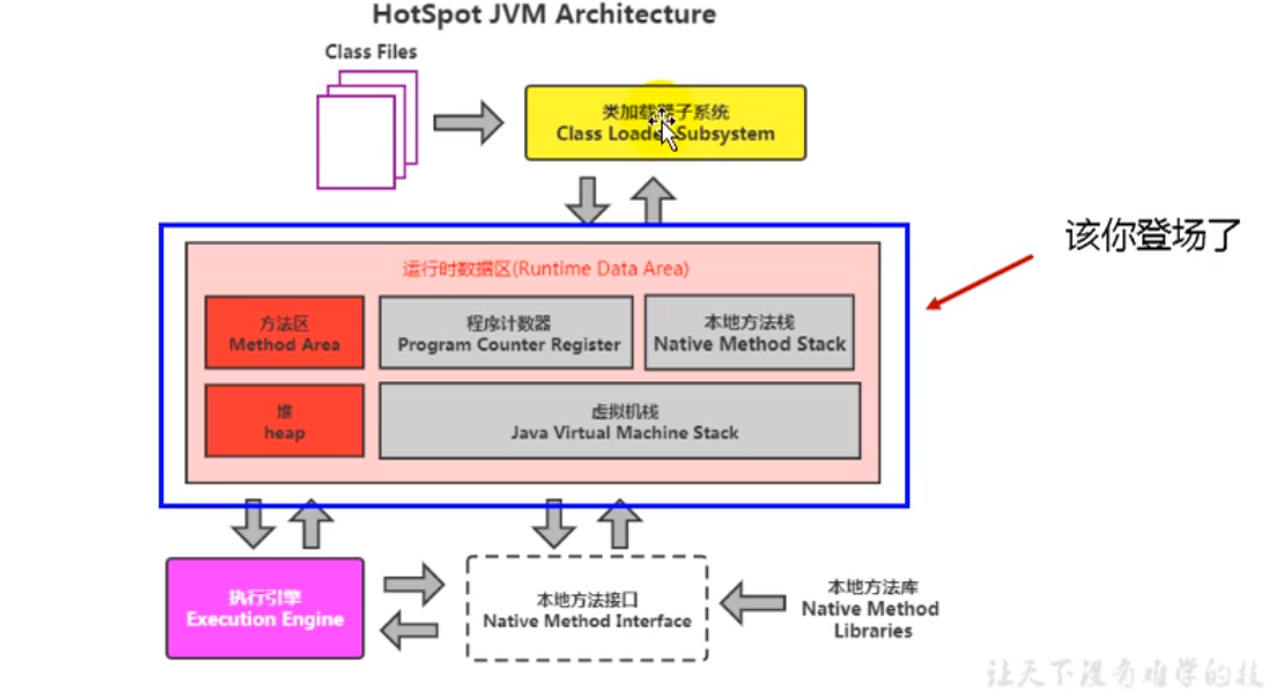 HotSpot JVM Architecture
Class Files
类加载器子系统
Class Loader Subsystem
该你登场了
运行时数据区(Runtime Data Area)
方法区
Method Area
程序计数器
Program Counter Register
本地方法栈
Native Method Stack
堆
heap
虚拟机栈
Java Virtual Machine Stack
执行引擎
Execution Engine
本地方法接口
Native Method Interface
本地方法库
Native Method
Libraries
让天下没有难学的技